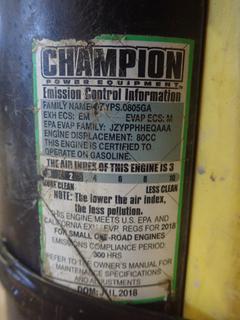 CHAMPION
POWER EQUIPMENT
Emission Control Information
FAMILY NAME: JZYPS.0805GA
EXH ECS: EM EVAP ECS: M
EPA EVAP FAMILY: JZYPPHHEQAAA
ENGINE DISPLACEMENT: 80CC
THIS ENGINE IS CERTIFIED TO
OPERATE ON GASOLINE.
THE AIR INDEX OF THIS ENGINE IS 3
2 4 6 8 10
MORE CLEAN LESS CLEAN
NOTE: The lower the air index,
the less pollution.
THIS ENGINE MEETS U.S. EPA AND
CALIFORNIA EXH/EVP REGS FOR 2018
FOR SMALL OFF-ROAD ENGINES
EMISSIONS COMPLIANCE PERIOD:
300 HRS
REFER TO THE OWNER'S MANUAL FOR
MAINTENANCE SPECIFICATIONS
AND ADJUSTMENTS
DOM: JUL 2018